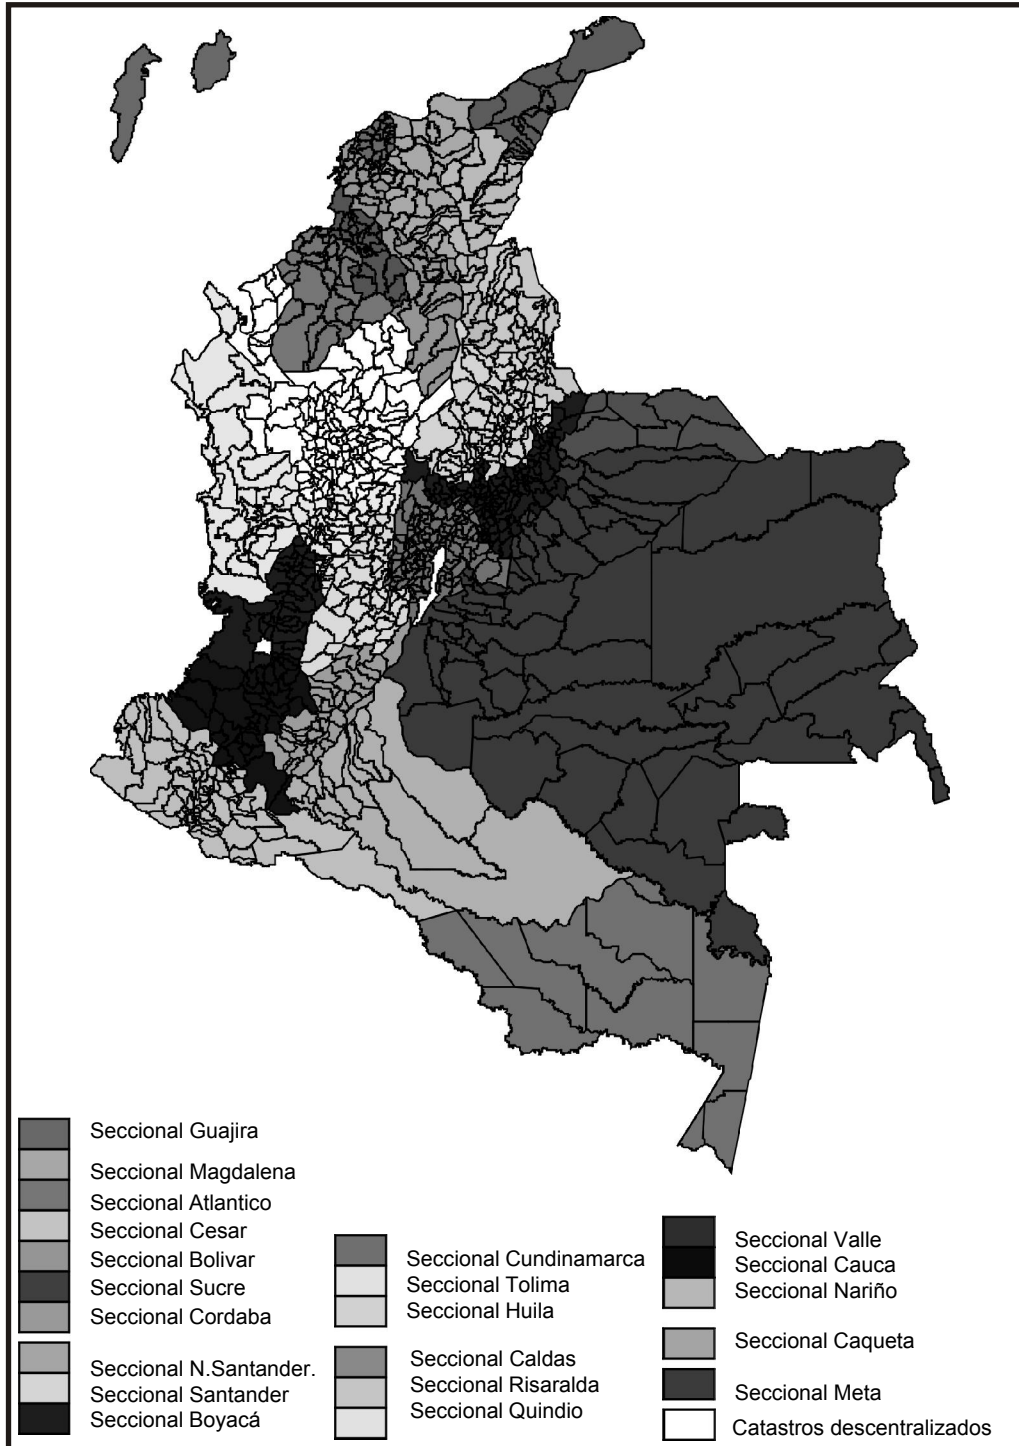 Seccional Guajira
Seccional Magdalena
Seccional Atlantico
Seccional Cesar
Seccional Bolivar
Seccional Sucre
Seccional Cordaba
Seccional N.Santander.
Seccional Santander
Seccional Boyacá
Seccional Cundinamarca
Seccional Tolima
Seccional Huila
Seccional Caldas
Seccional Risaralda
Seccional Quindio
Seccional Valle
Seccional Cauca
Seccional Nariño
Seccional Caqueta
Seccional Meta
Catastros descentralizados